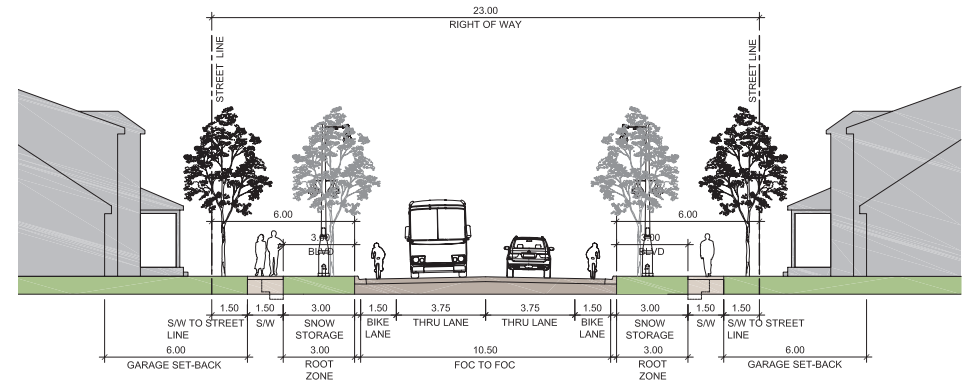 23.00
RIGHT OF WAY
STREET LINE
STREET LINE
6.00
6.00
3.00
3.00
BLVD
BLVD
1.50
1.50
3.00
1.50
3.75
3.75
1.50
3.00
1.50
1.50
S/W TO STREET
LINE
S/W
SNOW
STORAGE
BIKE
LANE
THRU LANE
THRU LANE
BIKE
LANE
SNOW
STORAGE
S/W
S/W TO STREET
LINE
6.00
3.00
10.50
3.00
6.00
GARAGE SET-BACK
ROOT
ZONE
FOC TO FOC
ROOT
ZONE
GARAGE SET-BACK